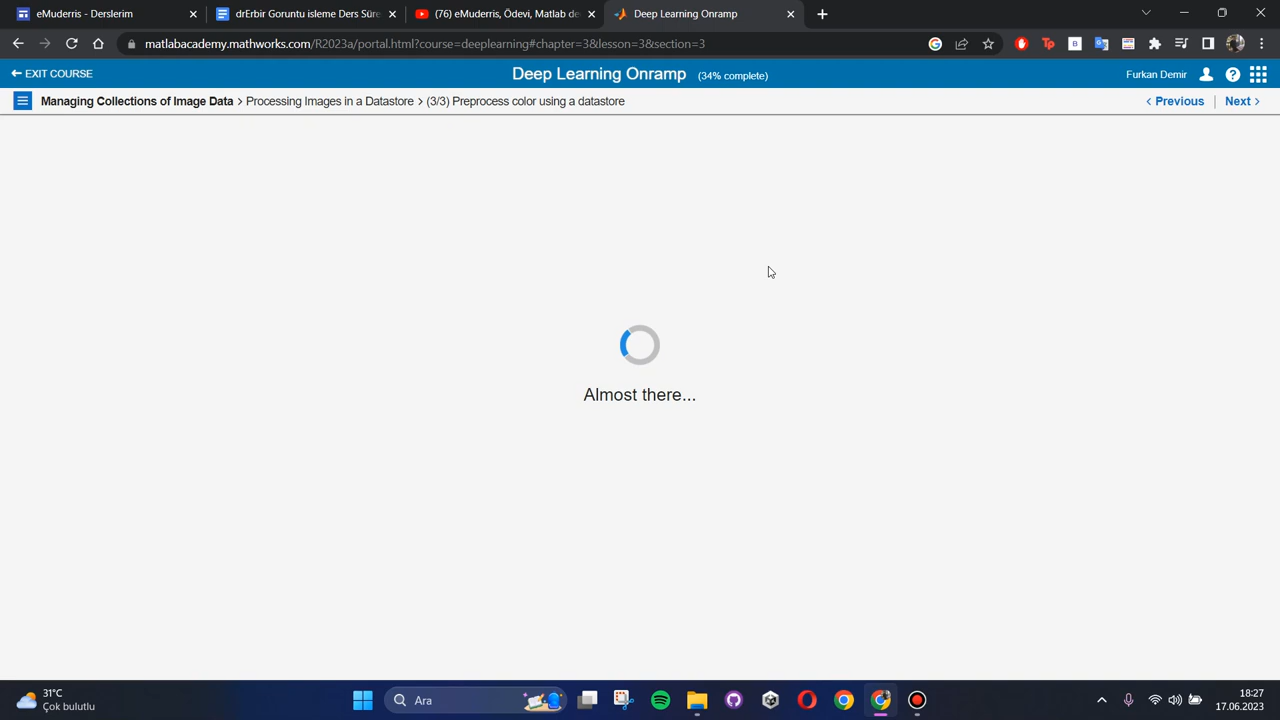 eMuderris - Derslerim
drErbir Goruntu isleme Ders Süre
(76) eMuderris, Ödevi, Matlab de
Deep Learning Onramp
matlabacademy.mathworks.com/R2023a/portal.html?course=deeplearning#chapter=3&lesson=3&section=3
EXIT COURSE
Deep Learning Onramp (34% complete)
Furkan Demir
Managing Collections of Image Data > Processing Images in a Datastore > (3/3) Preprocess color using a datastore
Previous | Next
Almost there...
31°C
Çok bulutlu
Ara
18:27
17.06.2023